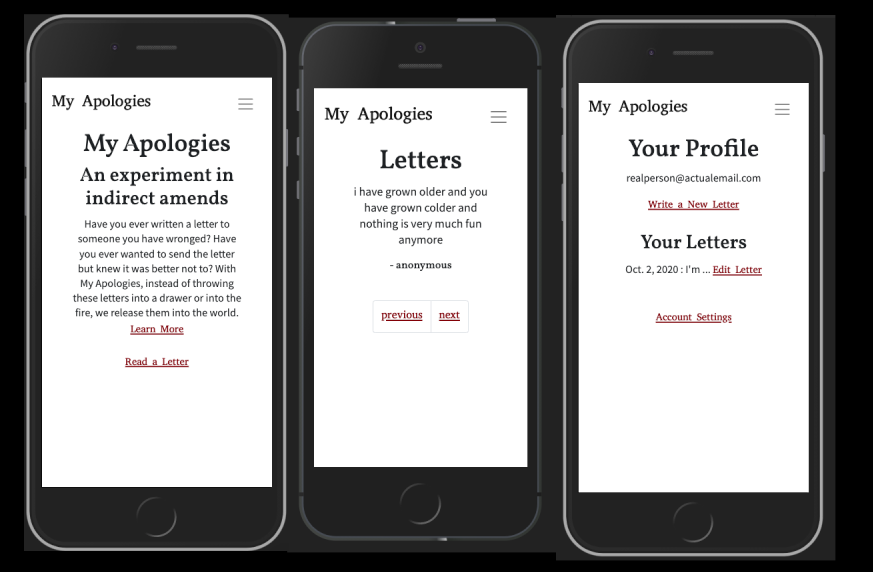 My Apologies
My Apologies
An experiment in
indirect amends
Have you ever written a letter to
someone you have wronged? Have
you ever wanted to send the letter
but knew it was better not to? With
My Apologies, instead of throwing
these letters into a drawer or into the
fire, we release them into the world.
Learn More
Read a Letter
My Apologies
Letters
i have grown older and you
have grown colder and
nothing is very much fun
anymore
- anonymous
previous next
My Apologies
Your Profile
realperson@actualemail.com
Write a New Letter
Your Letters
Oct. 2, 2020 : I'm ... Edit Letter
Account Settings